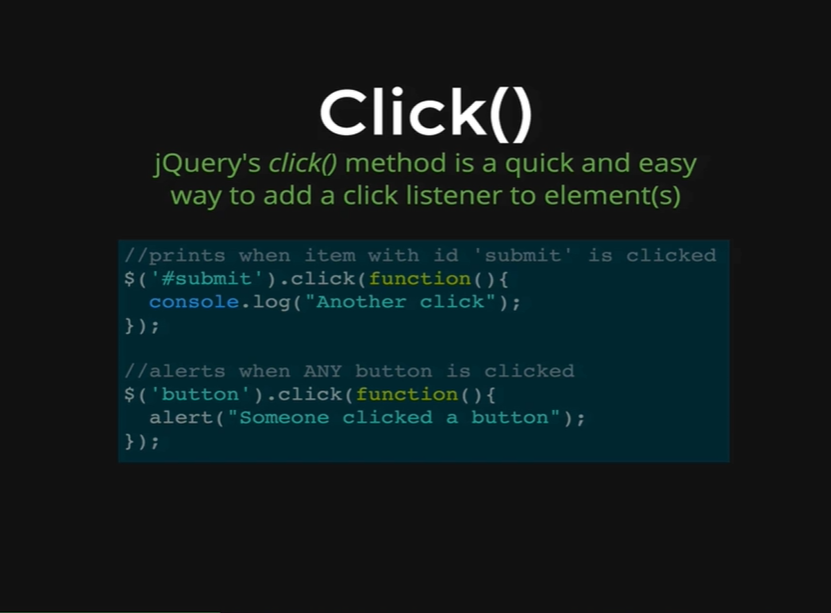 Click()
jQuery's click() method is a quick and easy
way to add a click listener to element(s)
//prints when item with id 'submit' is clicked
$('#submit').click(function(){
  console.log("Another click");
});
//alerts when ANY button is clicked
$('button').click(function(){
  alert("Someone clicked a button");
});